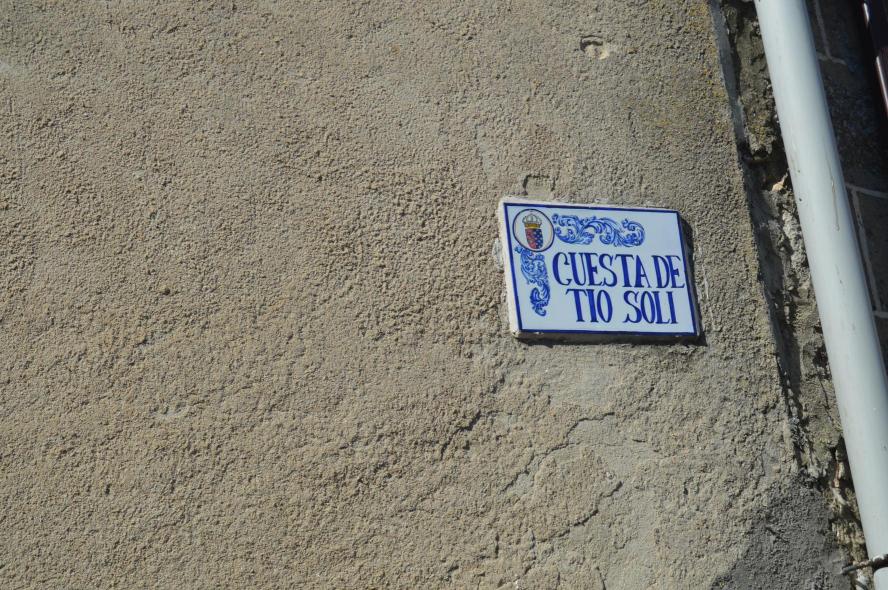 CUESTA DE
TIO SOLI